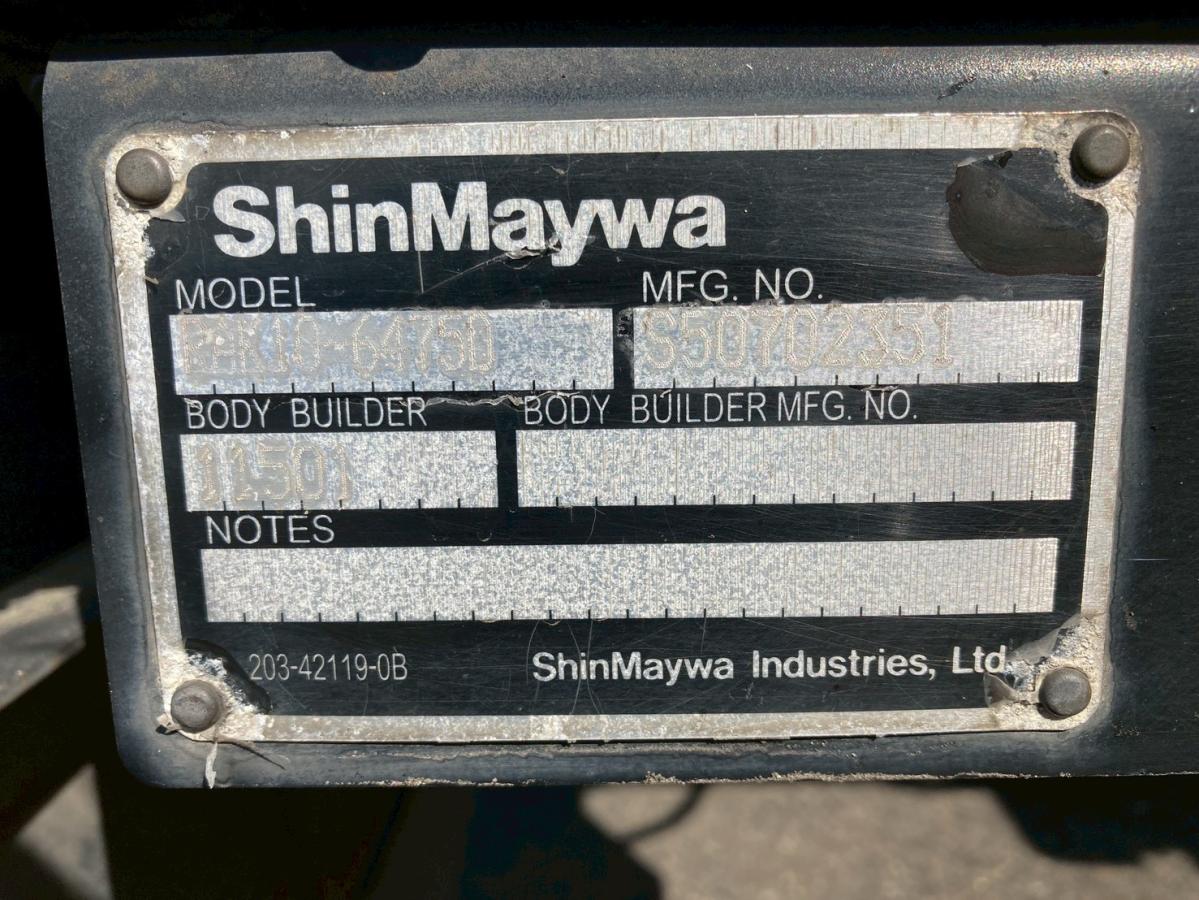 ShinMaywa
MODEL MFG. NO.
S50702351
BODY BUILDER BODY BUILDER MFG. NO.
11501
NOTES
203-42119-0B ShinMaywa Industries, Ltd.